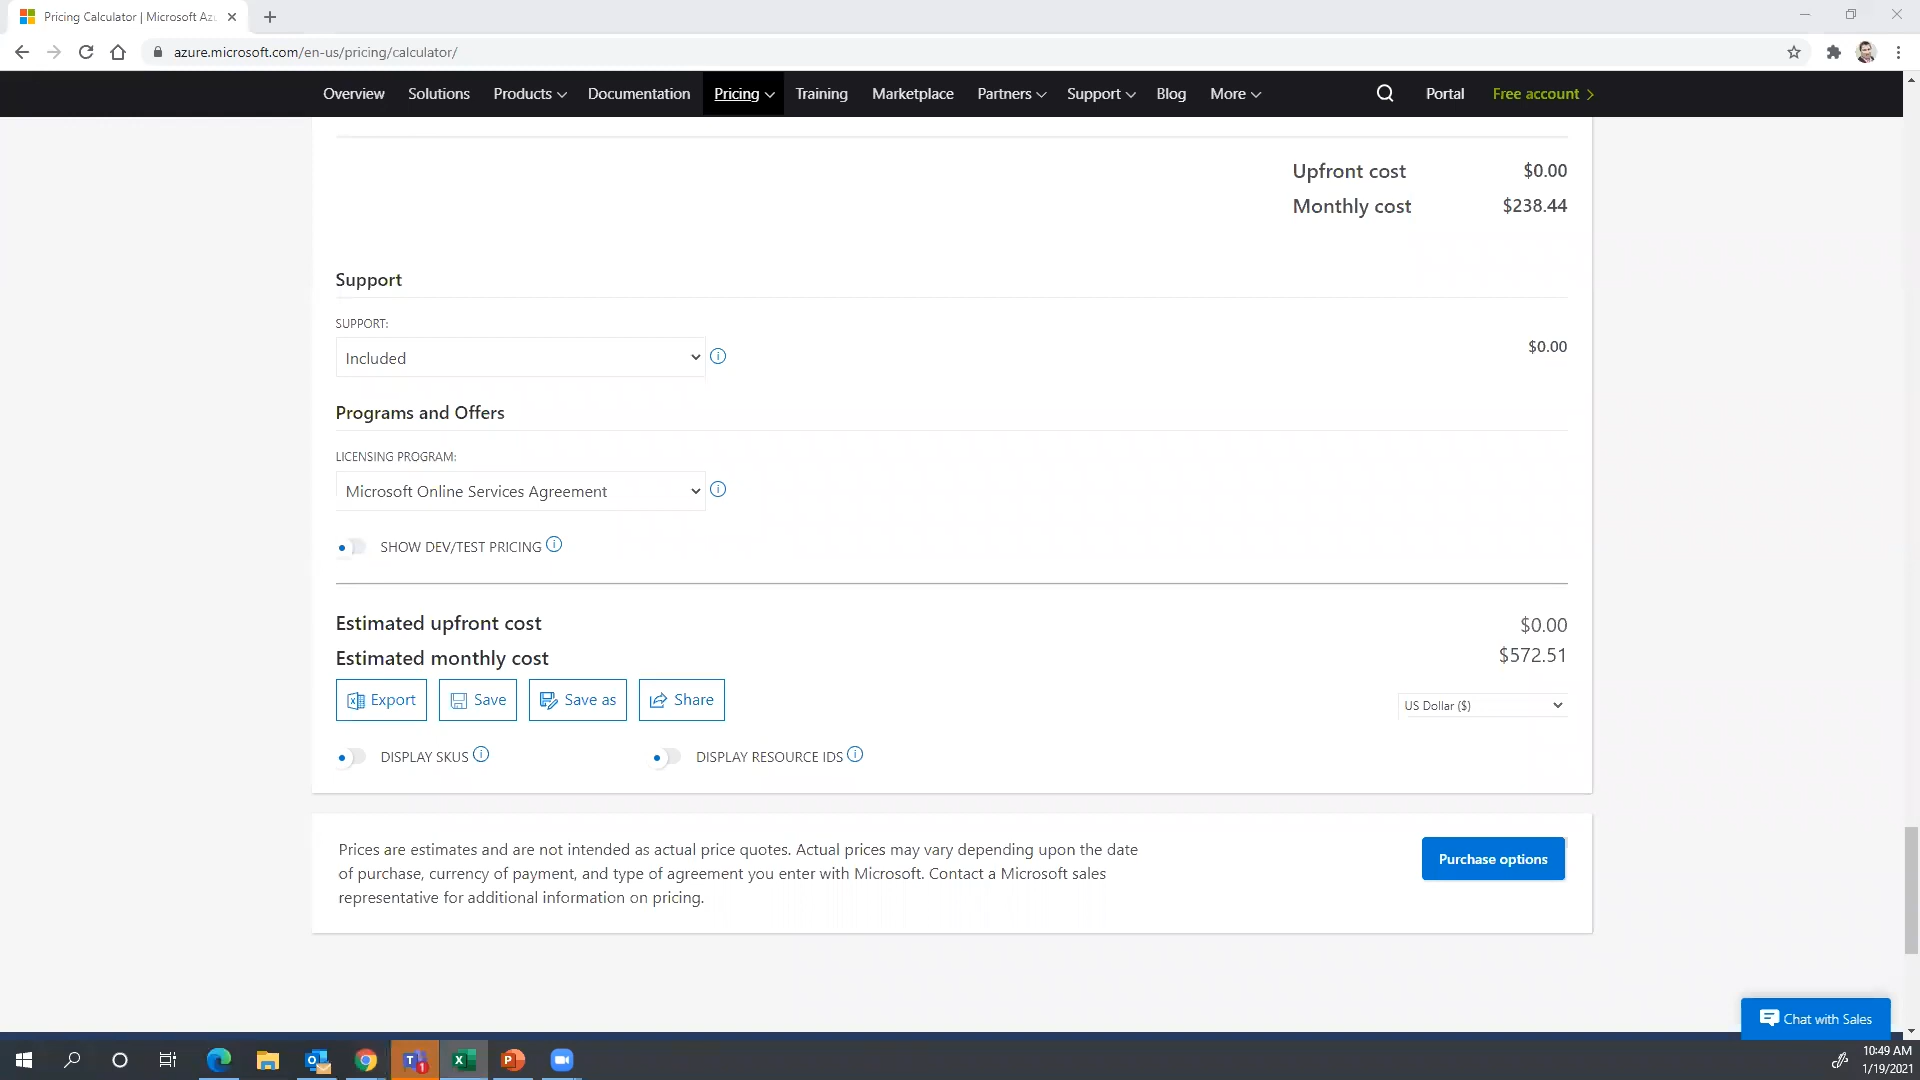 Pricing Calculator | Microsoft Azu
azure.microsoft.com/en-us/pricing/calculator/
Overview Solutions Products Documentation Pricing Training Marketplace Partners Support Blog More Portal Free account
Upfront cost $0.00
Monthly cost $238.44
Support
SUPPORT:
Included
$0.00
Programs and Offers
LICENSING PROGRAM:
Microsoft Online Services Agreement
SHOW DEV/TEST PRICING
Estimated upfront cost $0.00
Estimated monthly cost $572.51
Export Save Save as Share
US Dollar ($)
DISPLAY SKUS DISPLAY RESOURCE IDS
Prices are estimates and are not intended as actual price quotes. Actual prices may vary depending upon the date
of purchase, currency of payment, and type of agreement you enter with Microsoft. Contact a Microsoft sales
representative for additional information on pricing.
Purchase options
Chat with Sales
10:49 AM
1/19/2021